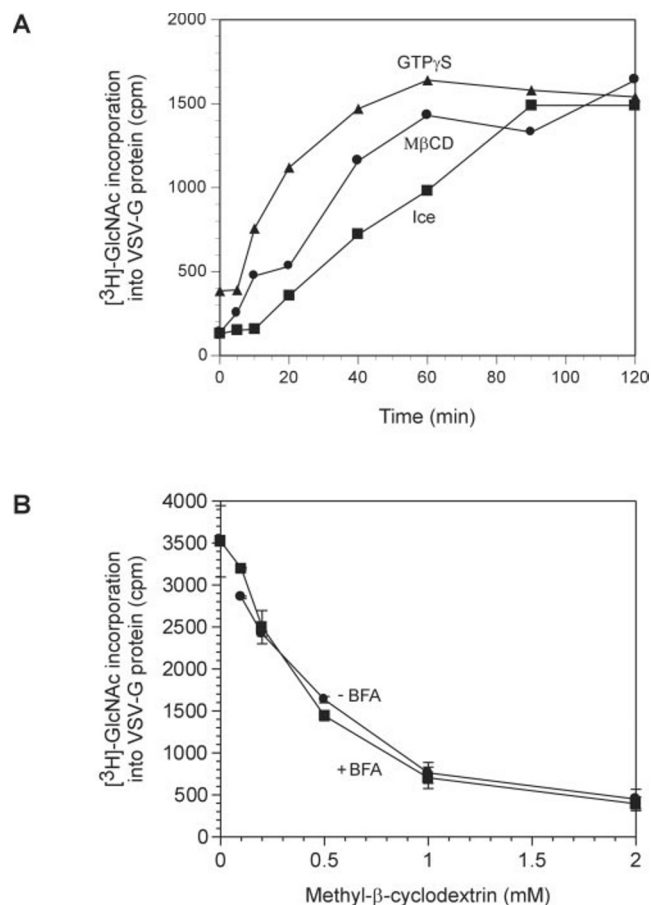 A
[³H]-GlcNAc incorporation
into VSV-G protein (cpm)
2000
1500
1000
500
0
GTPγS
MβCD
Ice
0 20 40 60 80 100 120
Time (min)
B
[³H]-GlcNAc incorporation
into VSV-G protein (cpm)
4000
3500
3000
2500
2000
1500
1000
500
0
- BFA
+ BFA
0 0.5 1 1.5 2
Methyl-β-cyclodextrin (mM)